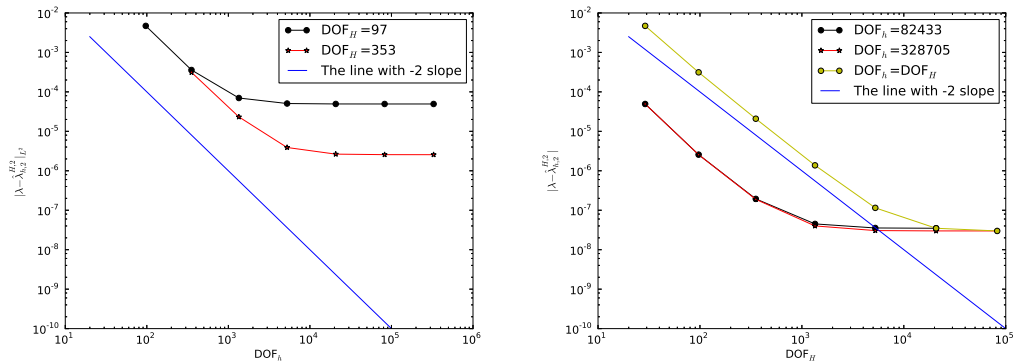 10^-2
10^-3
10^-4
10^-5
10^-6
10^-7
10^-8
10^-9
10^-10
10^1
10^2
10^3
10^4
10^5
10^6
DOF_h
DOF_H =97
DOF_H =353
The line with -2 slope
10^-2
10^-3
10^-4
10^-5
10^-6
10^-7
10^-8
10^-9
10^-10
|λ−λ̂_{h,2}^{H,2}|
10^1
10^2
10^3
10^4
10^5
DOF_H
DOF_h =82433
DOF_h =328705
DOF_h =DOF_H
The line with -2 slope